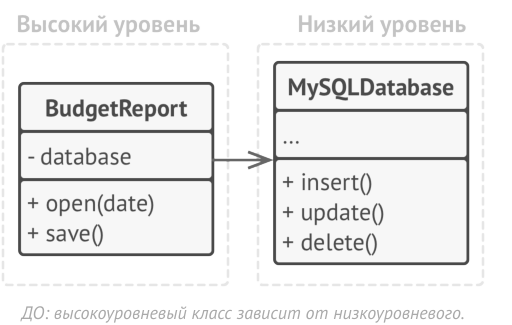 Высокий уровень
Низкий уровень
BudgetReport
- database
+ open(date)
+ save()
MySQLDatabase
...
+ insert()
+ update()
+ delete()
ДО: высокоуровневый класс зависит от низкоуровневого.